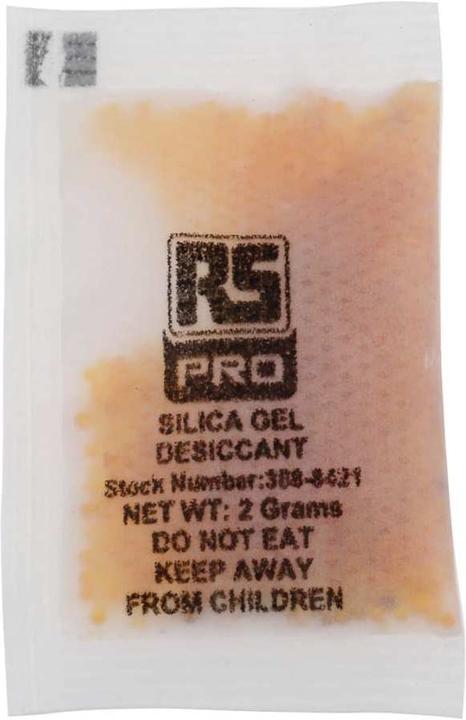 RS
PRO
SILICA GEL
DESICCANT
Stock Number:388-8421
NET WT: 2 Grams
DO NOT EAT
KEEP AWAY
FROM CHILDREN